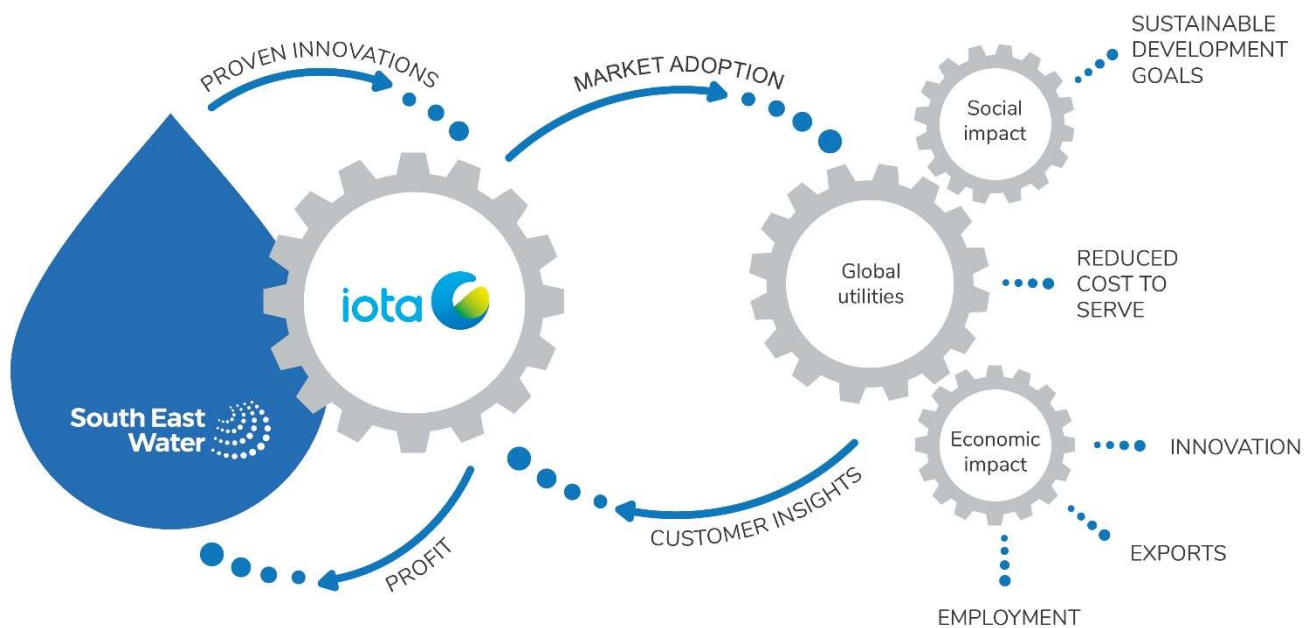 PROVEN INNOVATIONS
MARKET ADOPTION
SUSTAINABLE
DEVELOPMENT
GOALS
Social
impact
iota
Global
utilities
REDUCED
COST TO
SERVE
South East
Water
Economic
impact
INNOVATION
CUSTOMER INSIGHTS
PROFIT
EXPORTS
EMPLOYMENT